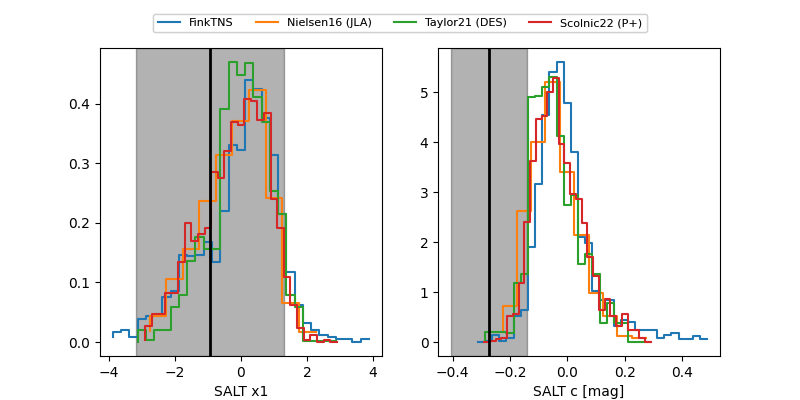 FinkTNS Nielsen16 (JLA) Taylor21 (DES) Scolnic22 (P+)
0.4
0.3
0.2
0.1
0.0
−4 −2 0 2 4
SALT x1
5
4
3
2
1
0
−0.4 −0.2 0.0 0.2 0.4
SALT c [mag]